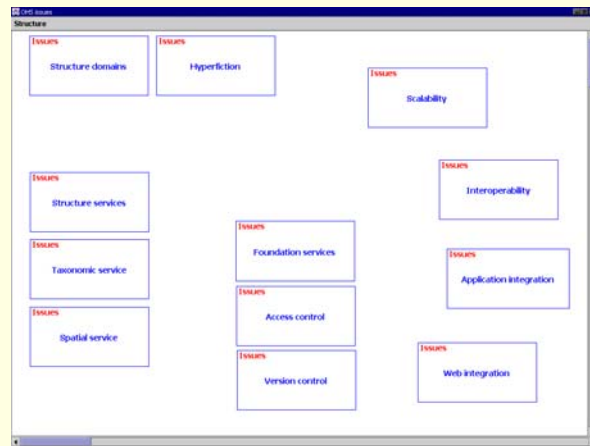 OHS issues
Structure
Issues
Structure domains
Issues
Hyperfiction
Issues
Scalability
Issues
Interoperability
Issues
Structure services
Issues
Foundation services
Issues
Taxonomic service
Issues
Application integration
Issues
Access control
Issues
Spatial service
Issues
Web integration
Issues
Version control